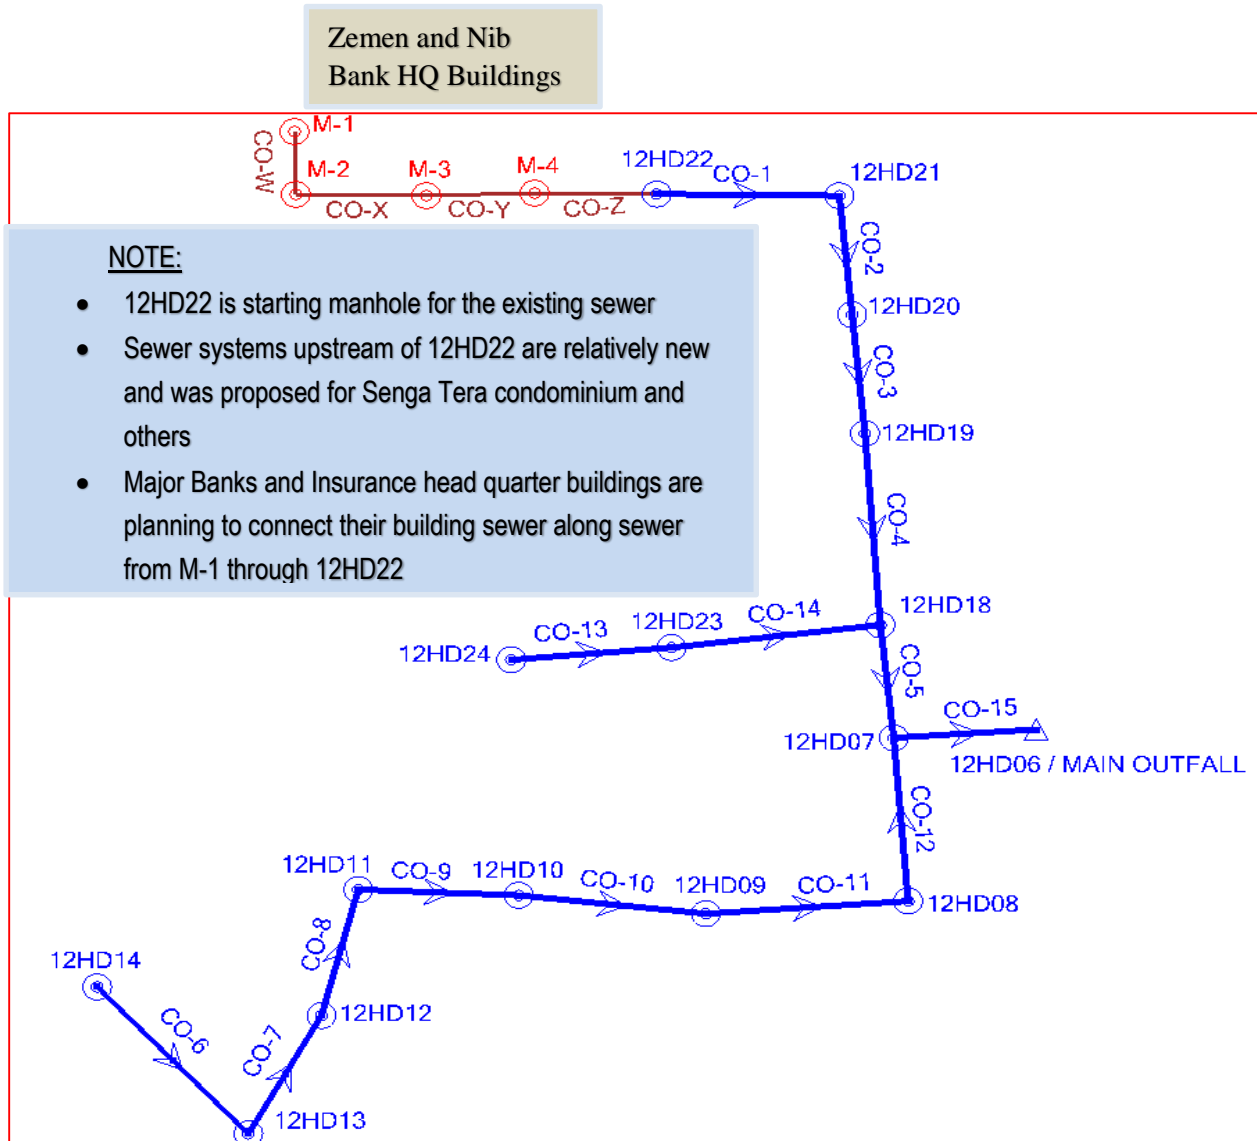 Zemen and Nib
Bank HQ Buildings
M-1
CO-W
M-2
M-3
M-4
12HD22
CO-1
12HD21
CO-X
CO-Y
CO-Z
CO-2
NOTE:
• 12HD22 is starting manhole for the existing sewer
• Sewer systems upstream of 12HD22 are relatively new
and was proposed for Senga Tera condominium and
others
• Major Banks and Insurance head quarter buildings are
planning to connect their building sewer along sewer
from M-1 through 12HD22
12HD20
CO-3
12HD19
CO-4
12HD18
CO-14
12HD23
CO-13
12HD24
CO-5
CO-15
12HD07
12HD06 / MAIN OUTFALL
CO-12
12HD11
CO-9
12HD10
CO-10
12HD09
CO-11
12HD08
CO-8
12HD14
12HD12
CO-6
CO-7
12HD13